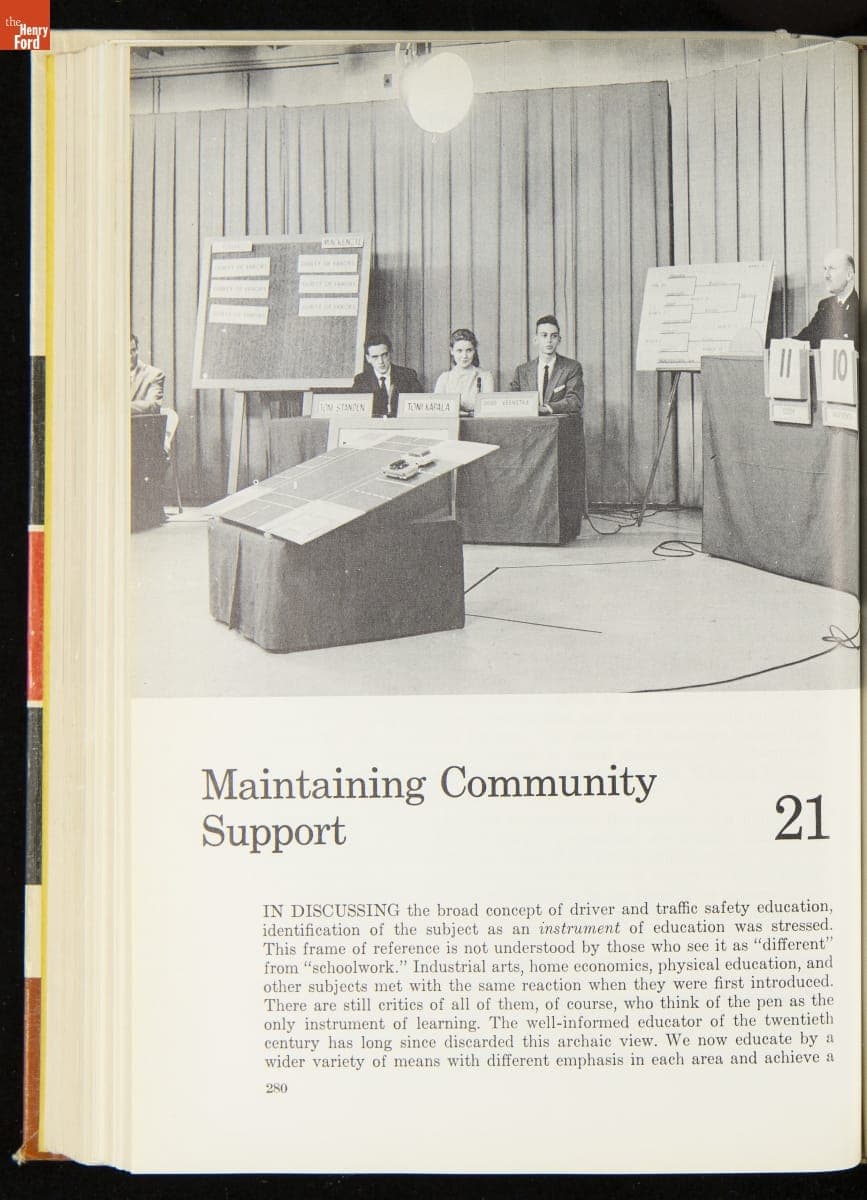 the
Henry
Ford
MACKENZIE
11
10
TONI STANDEN
TONI KAPALA
Maintaining Community
Support
21
IN DISCUSSING the broad concept of driver and traffic safety education,
identification of the subject as an instrument of education was stressed.
This frame of reference is not understood by those who see it as “different”
from “schoolwork.” Industrial arts, home economics, physical education, and
other subjects met with the same reaction when they were first introduced.
There are still critics of all of them, of course, who think of the pen as the
only instrument of learning. The well-informed educator of the twentieth
century has long since discarded this archaic view. We now educate by a
wider variety of means with different emphasis in each area and achieve a
280